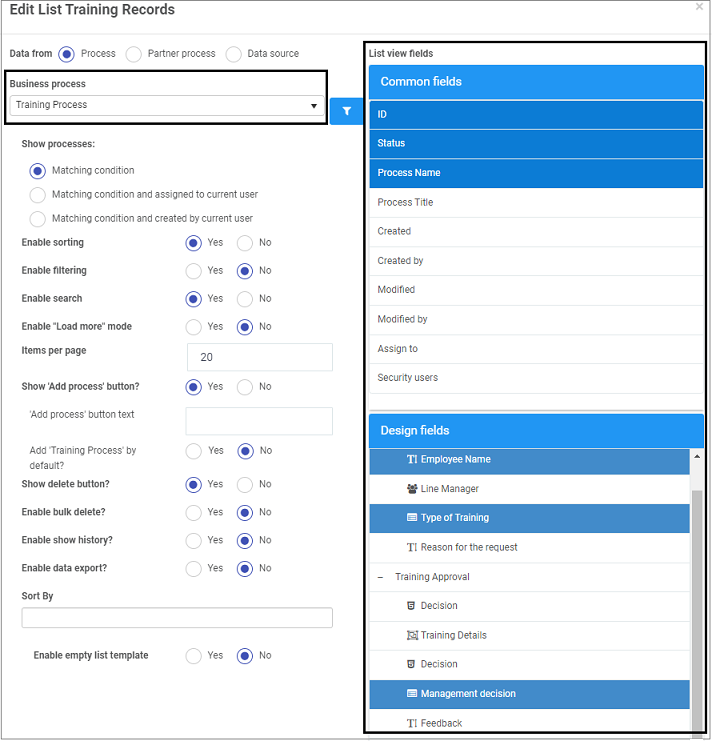 Edit List Training Records
Data from Process Partner process Data source
Business process
Training Process
Show processes:
Matching condition
Matching condition and assigned to current user
Matching condition and created by current user
Enable sorting Yes No
Enable filtering Yes No
Enable search Yes No
Enable "Load more" mode Yes No
Items per page 20
Show 'Add process' button? Yes No
'Add process' button text
Add 'Training Process' by Yes No
default?
Show delete button? Yes No
Enable bulk delete? Yes No
Enable show history? Yes No
Enable data export? Yes No
Sort By
Enable empty list template Yes No
List view fields
Common fields
ID
Status
Process Name
Process Title
Created
Created by
Modified
Modified by
Assign to
Security users
Design fields
Employee Name
Line Manager
Type of Training
Reason for the request
Training Approval
Decision
Training Details
Decision
Management decision
Feedback